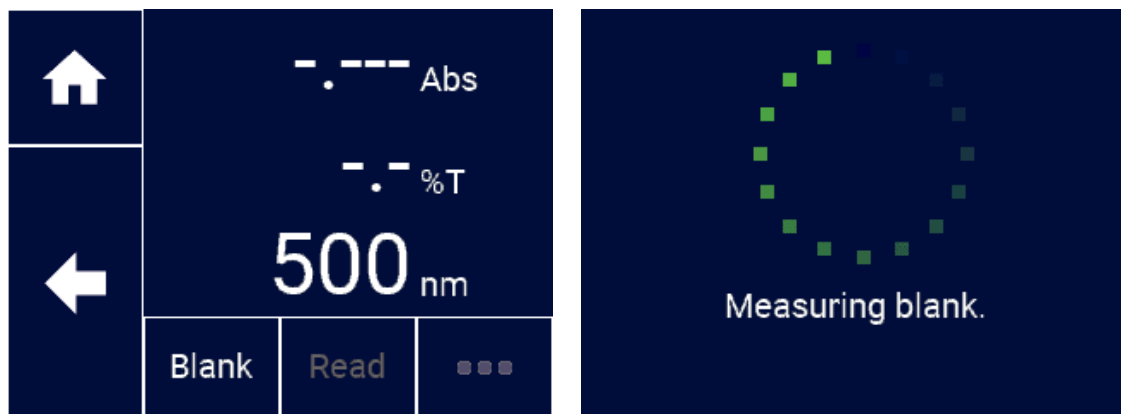 -.--- Abs
-.- %T
500 nm
Blank Read
Measuring blank.